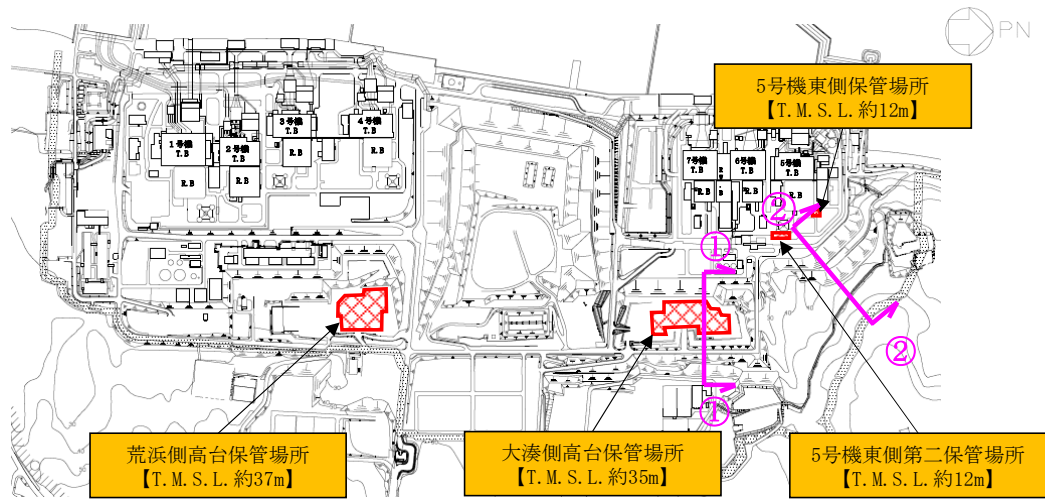 PN
5号機東側保管場所
【T.M.S.L.約12m】
1号機
T.B
2号機
T.B
3号機
T.B
4号機
T.B
R.B
R.B
R.B
R.B
7号機
T.B
6号機
T.B
5号機
T.B
R.B
R.B
R.B
②
①
②
①
荒浜側高台保管場所
【T.M.S.L.約37m】
大湊側高台保管場所
【T.M.S.L.約35m】
5号機東側第二保管場所
【T.M.S.L.約12m】